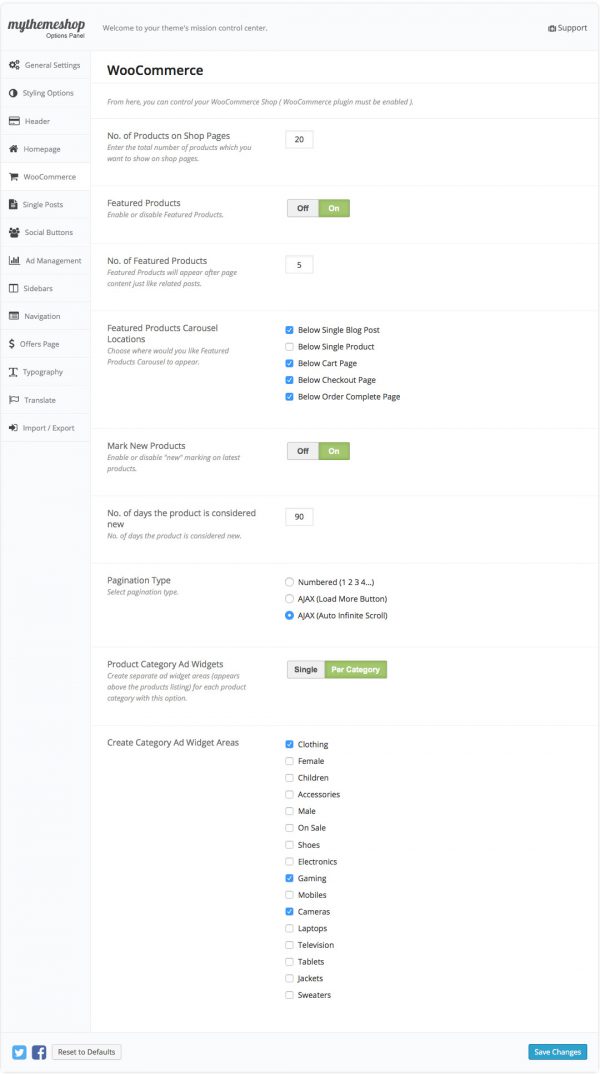 mythemeshop
Options Panel
Welcome to your theme's mission control center.
Support
General Settings
Styling Options
Header
Homepage
WooCommerce
Single Posts
Social Buttons
Ad Management
Sidebars
Navigation
Offers Page
Typography
Translate
Import / Export
WooCommerce
From here, you can control your WooCommerce Shop ( WooCommerce plugin must be enabled ).
No. of Products on Shop Pages
Enter the total number of products which you
want to show on shop pages.
20
Featured Products
Enable or disable Featured Products.
Off On
No. of Featured Products
Featured Products will appear after page
content just like related posts.
5
Featured Products Carousel
Locations
Choose where would you like Featured
Products Carousel to appear.
Below Single Blog Post
Below Single Product
Below Cart Page
Below Checkout Page
Below Order Complete Page
Mark New Products
Enable or disable "new" marking on latest
products.
Off On
No. of days the product is considered
new
No. of days the product is considered new.
90
Pagination Type
Select pagination type.
Numbered (1 2 3 4...)
AJAX (Load More Button)
AJAX (Auto Infinite Scroll)
Product Category Ad Widgets
Create separate ad widget areas (appears
above the products listing) for each product
category with this option.
Single Per Category
Create Category Ad Widget Areas
Clothing
Female
Children
Accessories
Male
On Sale
Shoes
Electronics
Gaming
Mobiles
Cameras
Laptops
Television
Tablets
Jackets
Sweaters
Reset to Defaults
Save Changes